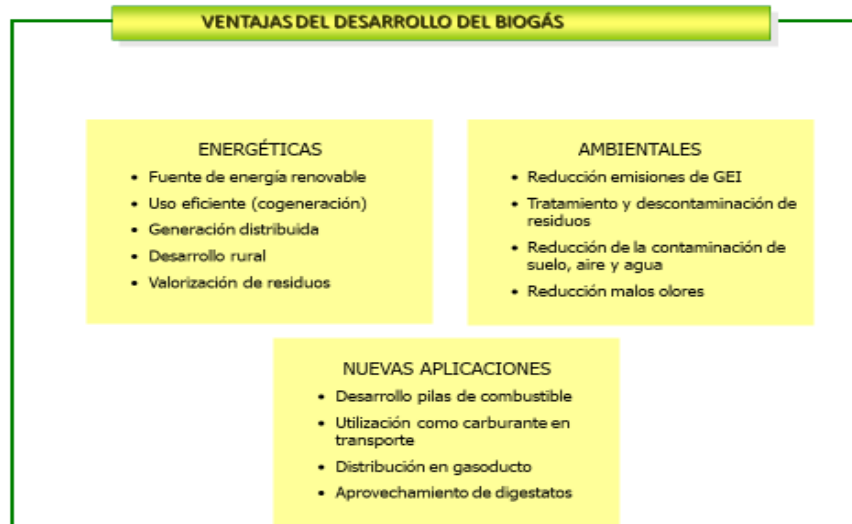 VENTAJAS DEL DESARROLLO DEL BIOGÁS
ENERGÉTICAS
• Fuente de energía renovable
• Uso eficiente (cogeneración)
• Generación distribuida
• Desarrollo rural
• Valorización de residuos
AMBIENTALES
• Reducción emisiones de GEI
• Tratamiento y descontaminación de
residuos
• Reducción de la contaminación de
suelo, aire y agua
• Reducción malos olores
NUEVAS APLICACIONES
• Desarrollo pilas de combustible
• Utilización como carburante en
transporte
• Distribución en gasoducto
• Aprovechamiento de digestatos